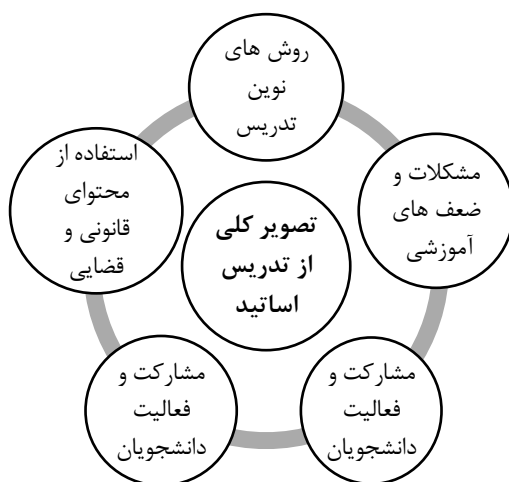 روش های
نوین
تدریس
مشکلات و
ضعف های
آموزشی
استفاده از
محتوای
قانونی و
قضایی
تصویر کلی
از تدریس
اساتید
مشارکت و
فعالیت
دانشجویان
مشارکت و
فعالیت
دانشجویان